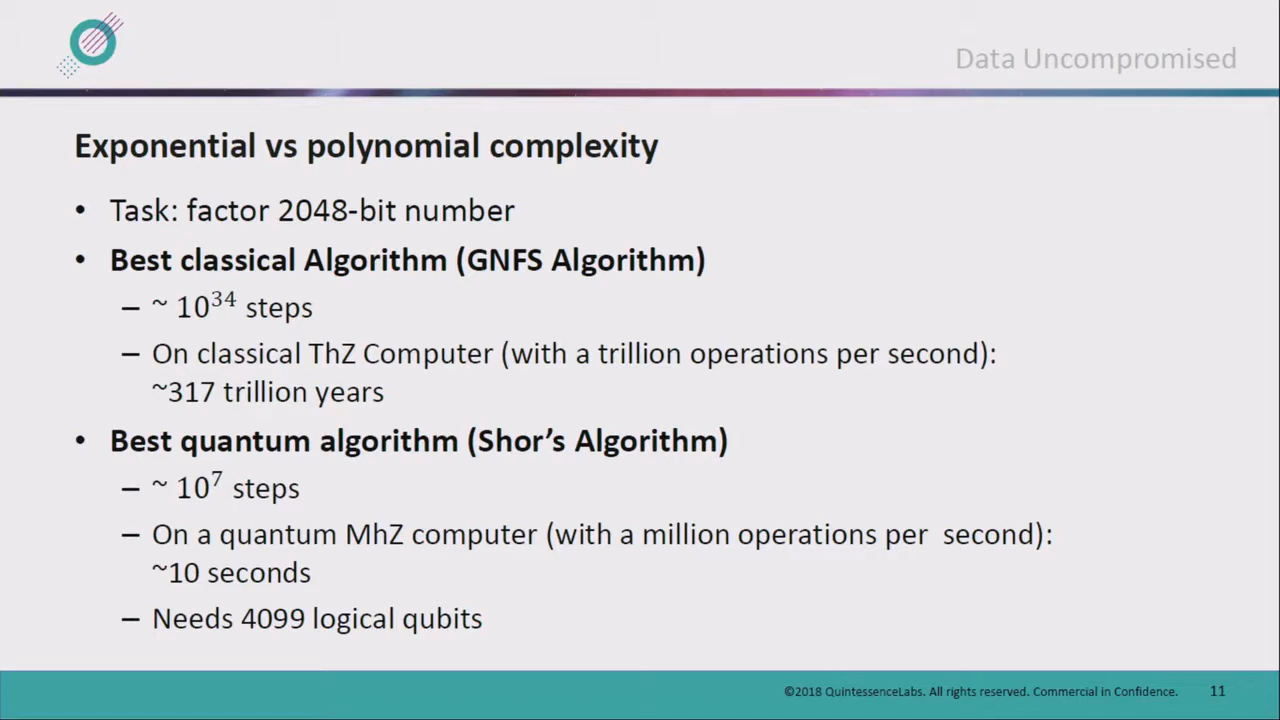 Data Uncompromised
Exponential vs polynomial complexity
• Task: factor 2048-bit number
• Best classical Algorithm (GNFS Algorithm)
– ~ 10³⁴ steps
– On classical ThZ Computer (with a trillion operations per second):
~317 trillion years
• Best quantum algorithm (Shor’s Algorithm)
– ~ 10⁷ steps
– On a quantum MhZ computer (with a million operations per  second):
~10 seconds
– Needs 4099 logical qubits
©2018 QuintessenceLabs. All rights reserved. Commercial in Confidence. 11